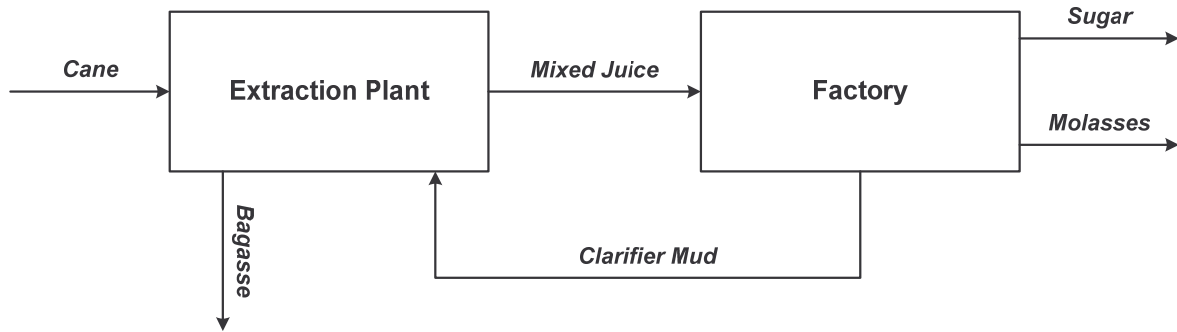 Sugar
Cane
Mixed Juice
Extraction Plant
Factory
Molasses
Bagasse
Clarifier Mud